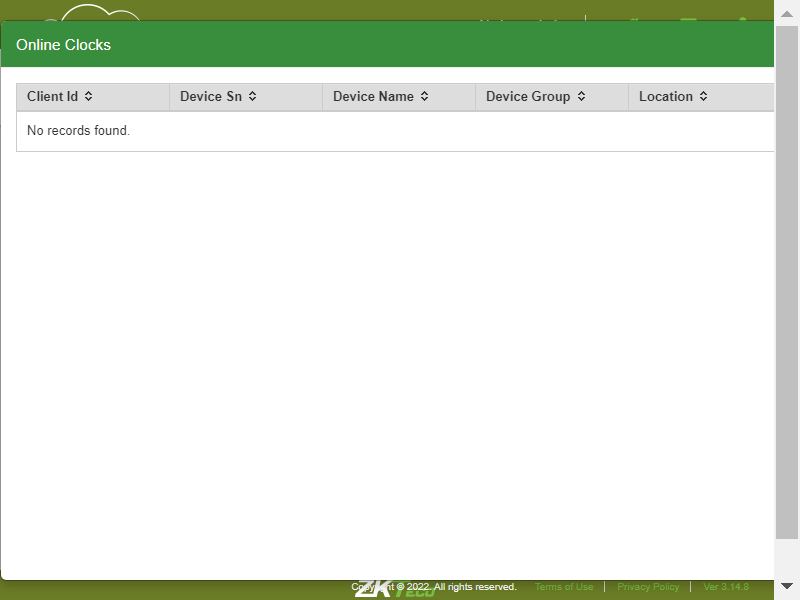 Online Clocks
Client Id Device Sn Device Name Device Group Location
No records found.
Copyright © 2022. All rights reserved. Terms of Use | Privacy Policy | Ver 3.14.8
ZKTeco